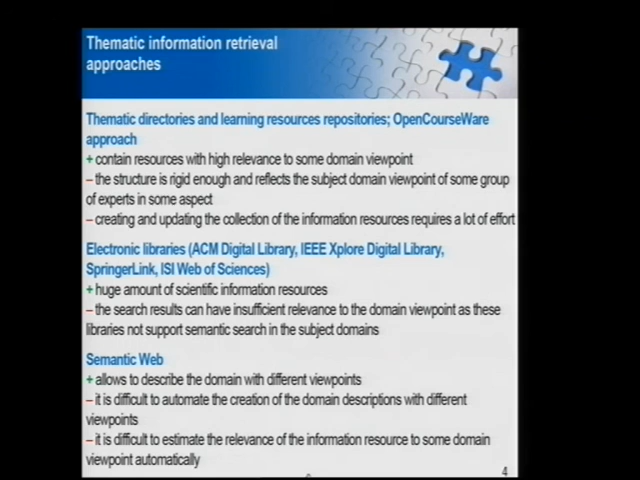 Thematic information retrieval
approaches
Thematic directories and learning resources repositories; OpenCourseWare
approach
+ contain resources with high relevance to some domain viewpoint
– the structure is rigid enough and reflects the subject domain viewpoint of some group
of experts in some aspect
– creating and updating the collection of the information resources requires a lot of effort
Electronic libraries (ACM Digital Library, IEEE Xplore Digital Library,
SpringerLink, ISI Web of Sciences)
+ huge amount of scientific information resources
– the search results can have insufficient relevance to the domain viewpoint as these
libraries not support semantic search in the subject domains
Semantic Web
+ allows to describe the domain with different viewpoints
– it is difficult to automate the creation of the domain descriptions with different
viewpoints
– it is difficult to estimate the relevance of the information resource to some domain
viewpoint automatically
4